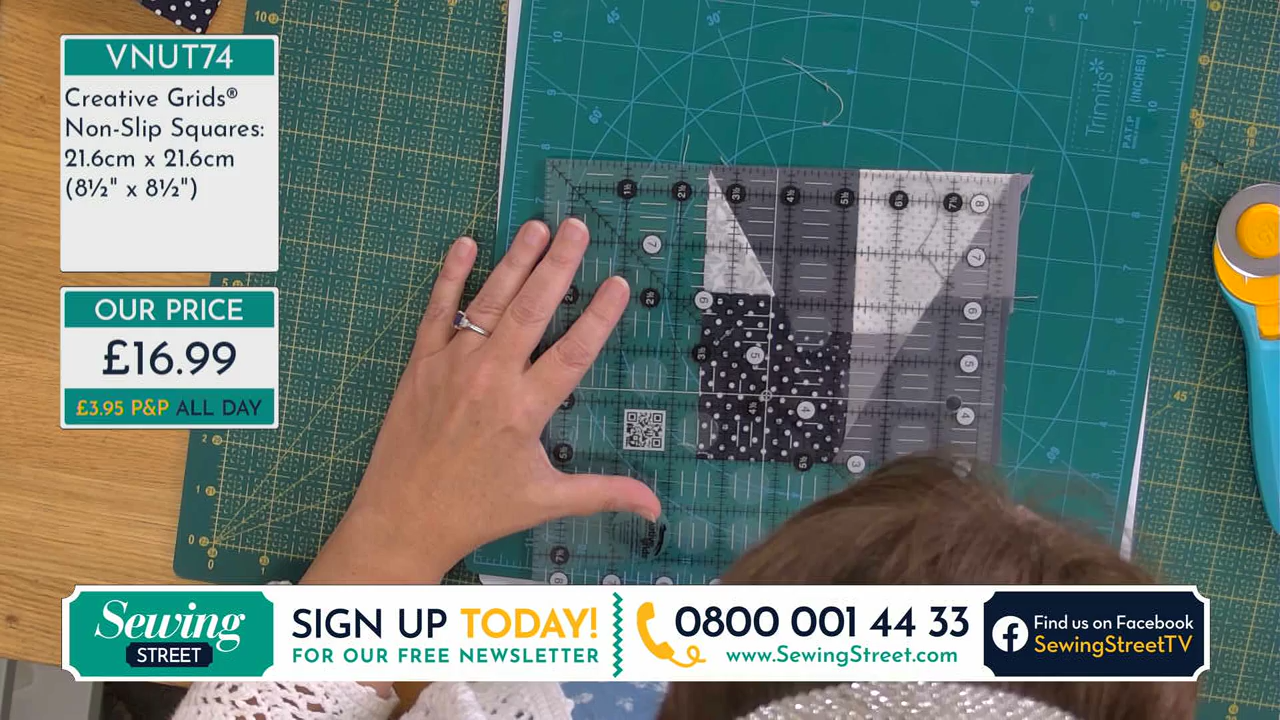 VNUT74
Creative Grids®
Non-Slip Squares:
21.6cm x 21.6cm
(8½" x 8½")
OUR PRICE
£16.99
£3.95 P&P ALL DAY
Trimits
PAT.P (INCHES)
Sewing
STREET
SIGN UP TODAY!
FOR OUR FREE NEWSLETTER
0800 001 44 33
www.SewingStreet.com
Find us on Facebook
SewingStreetTV